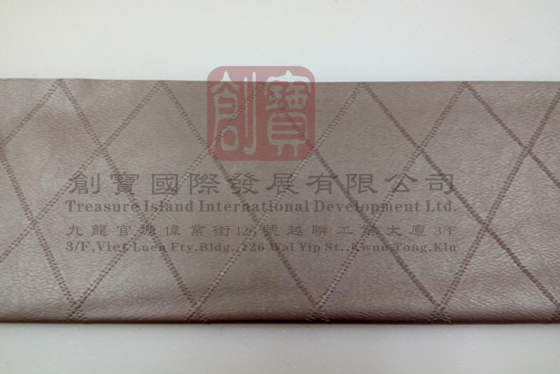 創寶
創寶國際發展有限公司
Treasure Island International Development Ltd.
九龍官塘偉業街126號越聯工業大廈 3/F
3/F,Viet Luen Fty.Bldg.,126 Wai Yip St.,Kwun Tong,Kln